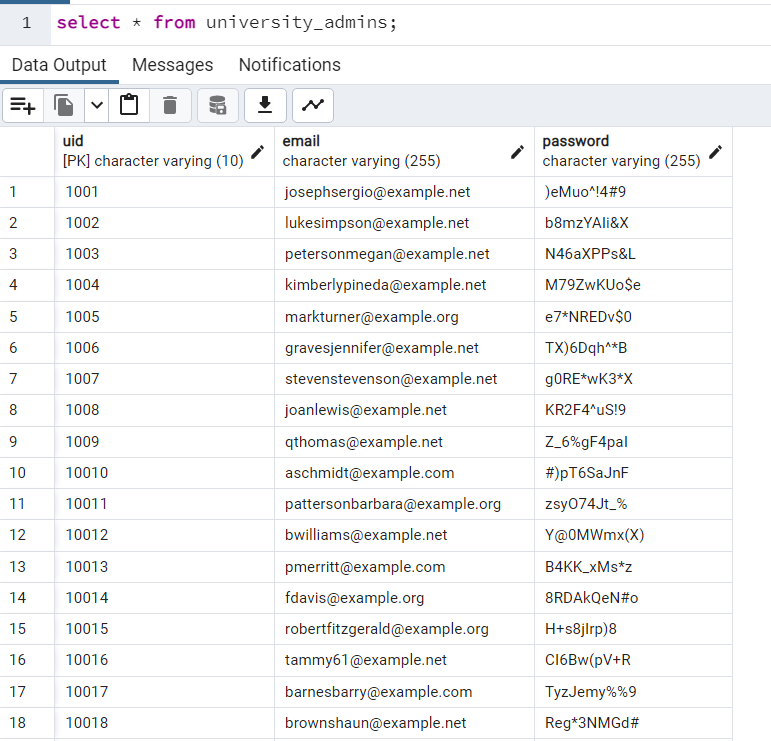 1 select * from university_admins;
Data Output Messages Notifications
uid email password
[PK] character varying (10) character varying (255) character varying (255)
1 1001 josephsergio@example.net )eMuo^!4#9
2 1002 lukesimpson@example.net b8mzYAIi&X
3 1003 petersonmegan@example.net N46aXPPs&L
4 1004 kimberlypineda@example.net M79ZwKUo$e
5 1005 markturner@example.org e7*NREDv$0
6 1006 gravesjennifer@example.net TX)6Dqh^*B
7 1007 stevenstevenson@example.net g0RE*wK3*X
8 1008 joanlewis@example.net KR2F4^uS!9
9 1009 qthomas@example.net Z_6%gF4paI
10 10010 aschmidt@example.com #)pT6SaJnF
11 10011 pattersonbarbara@example.org zsyO74Jt_%
12 10012 bwilliams@example.net Y@0MWmx(X)
13 10013 pmerritt@example.com B4KK_xMs*z
14 10014 fdavis@example.org 8RDAkQeN#o
15 10015 robertfitzgerald@example.org H+s8jIrp)8
16 10016 tammy61@example.net CI6Bw(pV+R
17 10017 barnesbarry@example.com TyzJemy%%9
18 10018 brownshaun@example.net Reg*3NMGd#